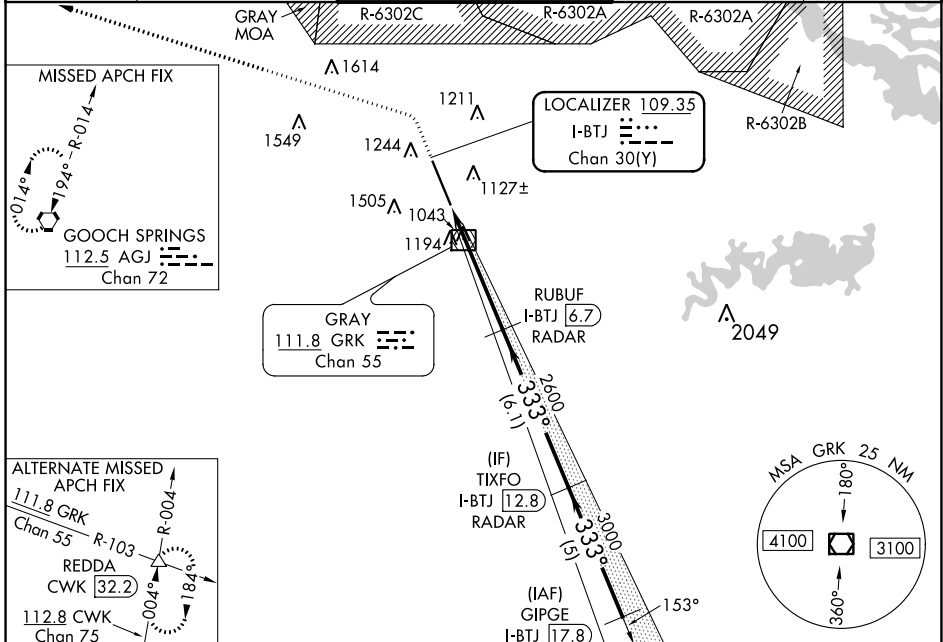 GRAY
MOA
R-6302C
R-6302A
R-6302A
R-6302B
MISSED APCH FIX
R-014
194°
014°
GOOCH SPRINGS
112.5 AGJ
Chan 72
1614
1549
1211
1244
1127±
1505
1043
1194
LOCALIZER 109.35
I-BTJ
Chan 30(Y)
GRAY
111.8 GRK
Chan 55
RUBUF
I-BTJ 6.7
RADAR
2049
2600
333°
(6.1)
(IF)
TIXFO
I-BTJ 12.8
RADAR
3000
333°
(5)
(IAF)
GIPGE
I-BTJ 17.8
153°
ALTERNATE MISSED
APCH FIX
111.8 GRK
Chan 55
R-103
R-004
REDDA
CWK 32.2
004°
184°
112.8 CWK
Chan 75
MSA GRK 25 NM
180°
4100
3100
360°